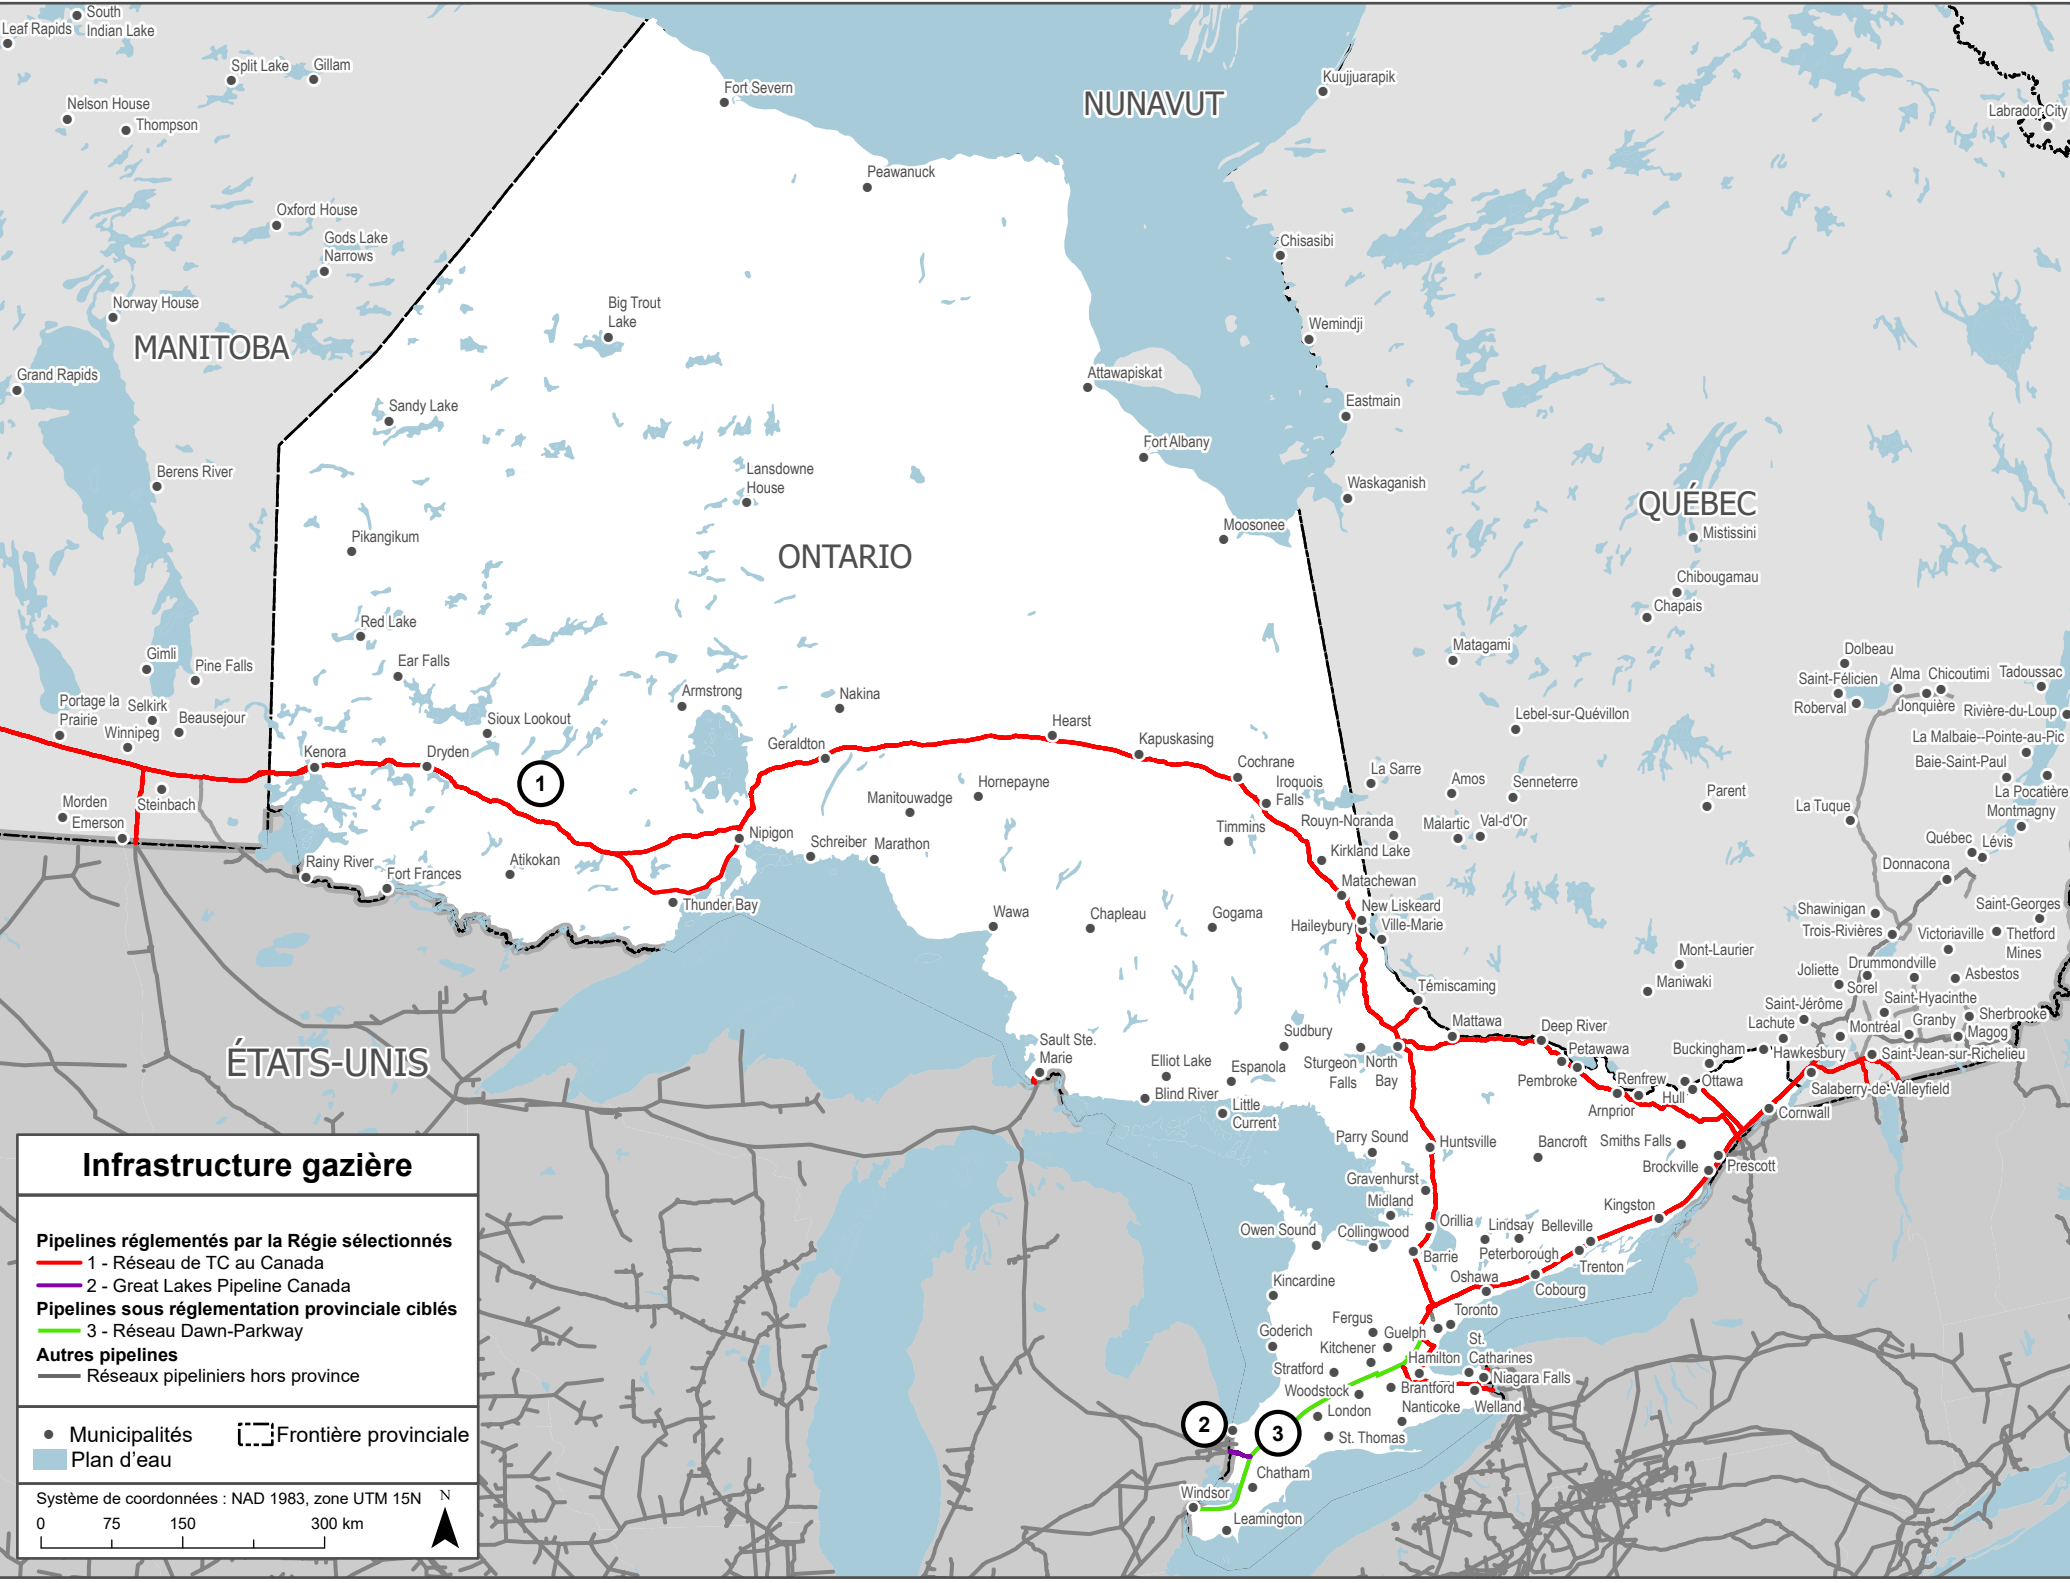 South
Indian Lake
Leaf Rapids
Split Lake
Gillam
Nelson House
Thompson
Fort Severn
NUNAVUT
Kuujjuarapik
Labrador City
Peawanuck
Oxford House
Gods Lake
Narrows
Chisasibi
Norway House
MANITOBA
Big Trout
Lake
Wemindji
Grand Rapids
Attawapiskat
Sandy Lake
Eastmain
Fort Albany
Berens River
Lansdowne
House
Waskaganish
QUÉBEC
Pikangikum
ONTARIO
Moosonee
Mistissini
Chibougamau
Chapais
Red Lake
Matagami
Gimli
Pine Falls
Ear Falls
Dolbeau
Saint-Félicien
Alma
Chicoutimi
Tadoussac
Portage la
Prairie
Selkirk
Winnipeg
Beausejour
Armstrong
Nakina
Roberval
Jonquière
Rivière-du-Loup
Sioux Lookout
Hearst
Lebel-sur-Quévillon
La Malbaie--Pointe-au-Pic
Kenora
Dryden
Geraldton
Kapuskasing
Cochrane
Baie-Saint-Paul
1
Iroquois
Falls
La Sarre
Amos
Senneterre
Parent
La Pocatière
Morden
Steinbach
Emerson
Hornepayne
Manitouwadge
La Tuque
Montmagny
Timmins
Rouyn-Noranda
Malartic
Val-d'Or
Nipigon
Schreiber
Marathon
Kirkland Lake
Québec
Lévis
Rainy River
Fort Frances
Atikokan
Donnacona
Matachewan
Thunder Bay
Wawa
Chapleau
Gogama
New Liskeard
Haileybury
Ville-Marie
Shawinigan
Saint-Georges
Trois-Rivières
Victoriaville
Thetford
Mines
Mont-Laurier
Maniwaki
Joliette
Drummondville
Sorel
Asbestos
Témiscaming
Saint-Jérôme
Saint-Hyacinthe
Sherbrooke
Lachute
Montréal
Granby
Magog
ÉTATS-UNIS
Sault Ste.
Marie
Sudbury
Mattawa
Deep River
Petawawa
Buckingham
Hawkesbury
Saint-Jean-sur-Richelieu
Elliot Lake
Espanola
Sturgeon
Falls
North
Bay
Pembroke
Renfrew
Ottawa
Salaberry-de-Valleyfield
Blind River
Little
Current
Arnprior
Hull
Cornwall
Parry Sound
Huntsville
Bancroft
Smiths Falls
Brockville
Prescott
Gravenhurst
Midland
Kingston
Owen Sound
Collingwood
Orillia
Lindsay
Belleville
Barrie
Peterborough
Trenton
Kincardine
Oshawa
Cobourg
Toronto
Fergus
Goderich
Guelph
St.
Catharines
Kitchener
Stratford
Hamilton
Niagara Falls
Woodstock
Brantford
London
Nanticoke
Welland
2
3
St. Thomas
Chatham
Windsor
Leamington
Infrastructure gazière
Pipelines réglementés par la Régie sélectionnés
1 - Réseau de TC au Canada
2 - Great Lakes Pipeline Canada
Pipelines sous réglementation provinciale ciblés
3 - Réseau Dawn-Parkway
Autres pipelines
Réseaux pipeliniers hors province
Municipalités
Frontière provinciale
Plan d'eau
Système de coordonnées : NAD 1983, zone UTM 15N
N
0 75 150 300 km